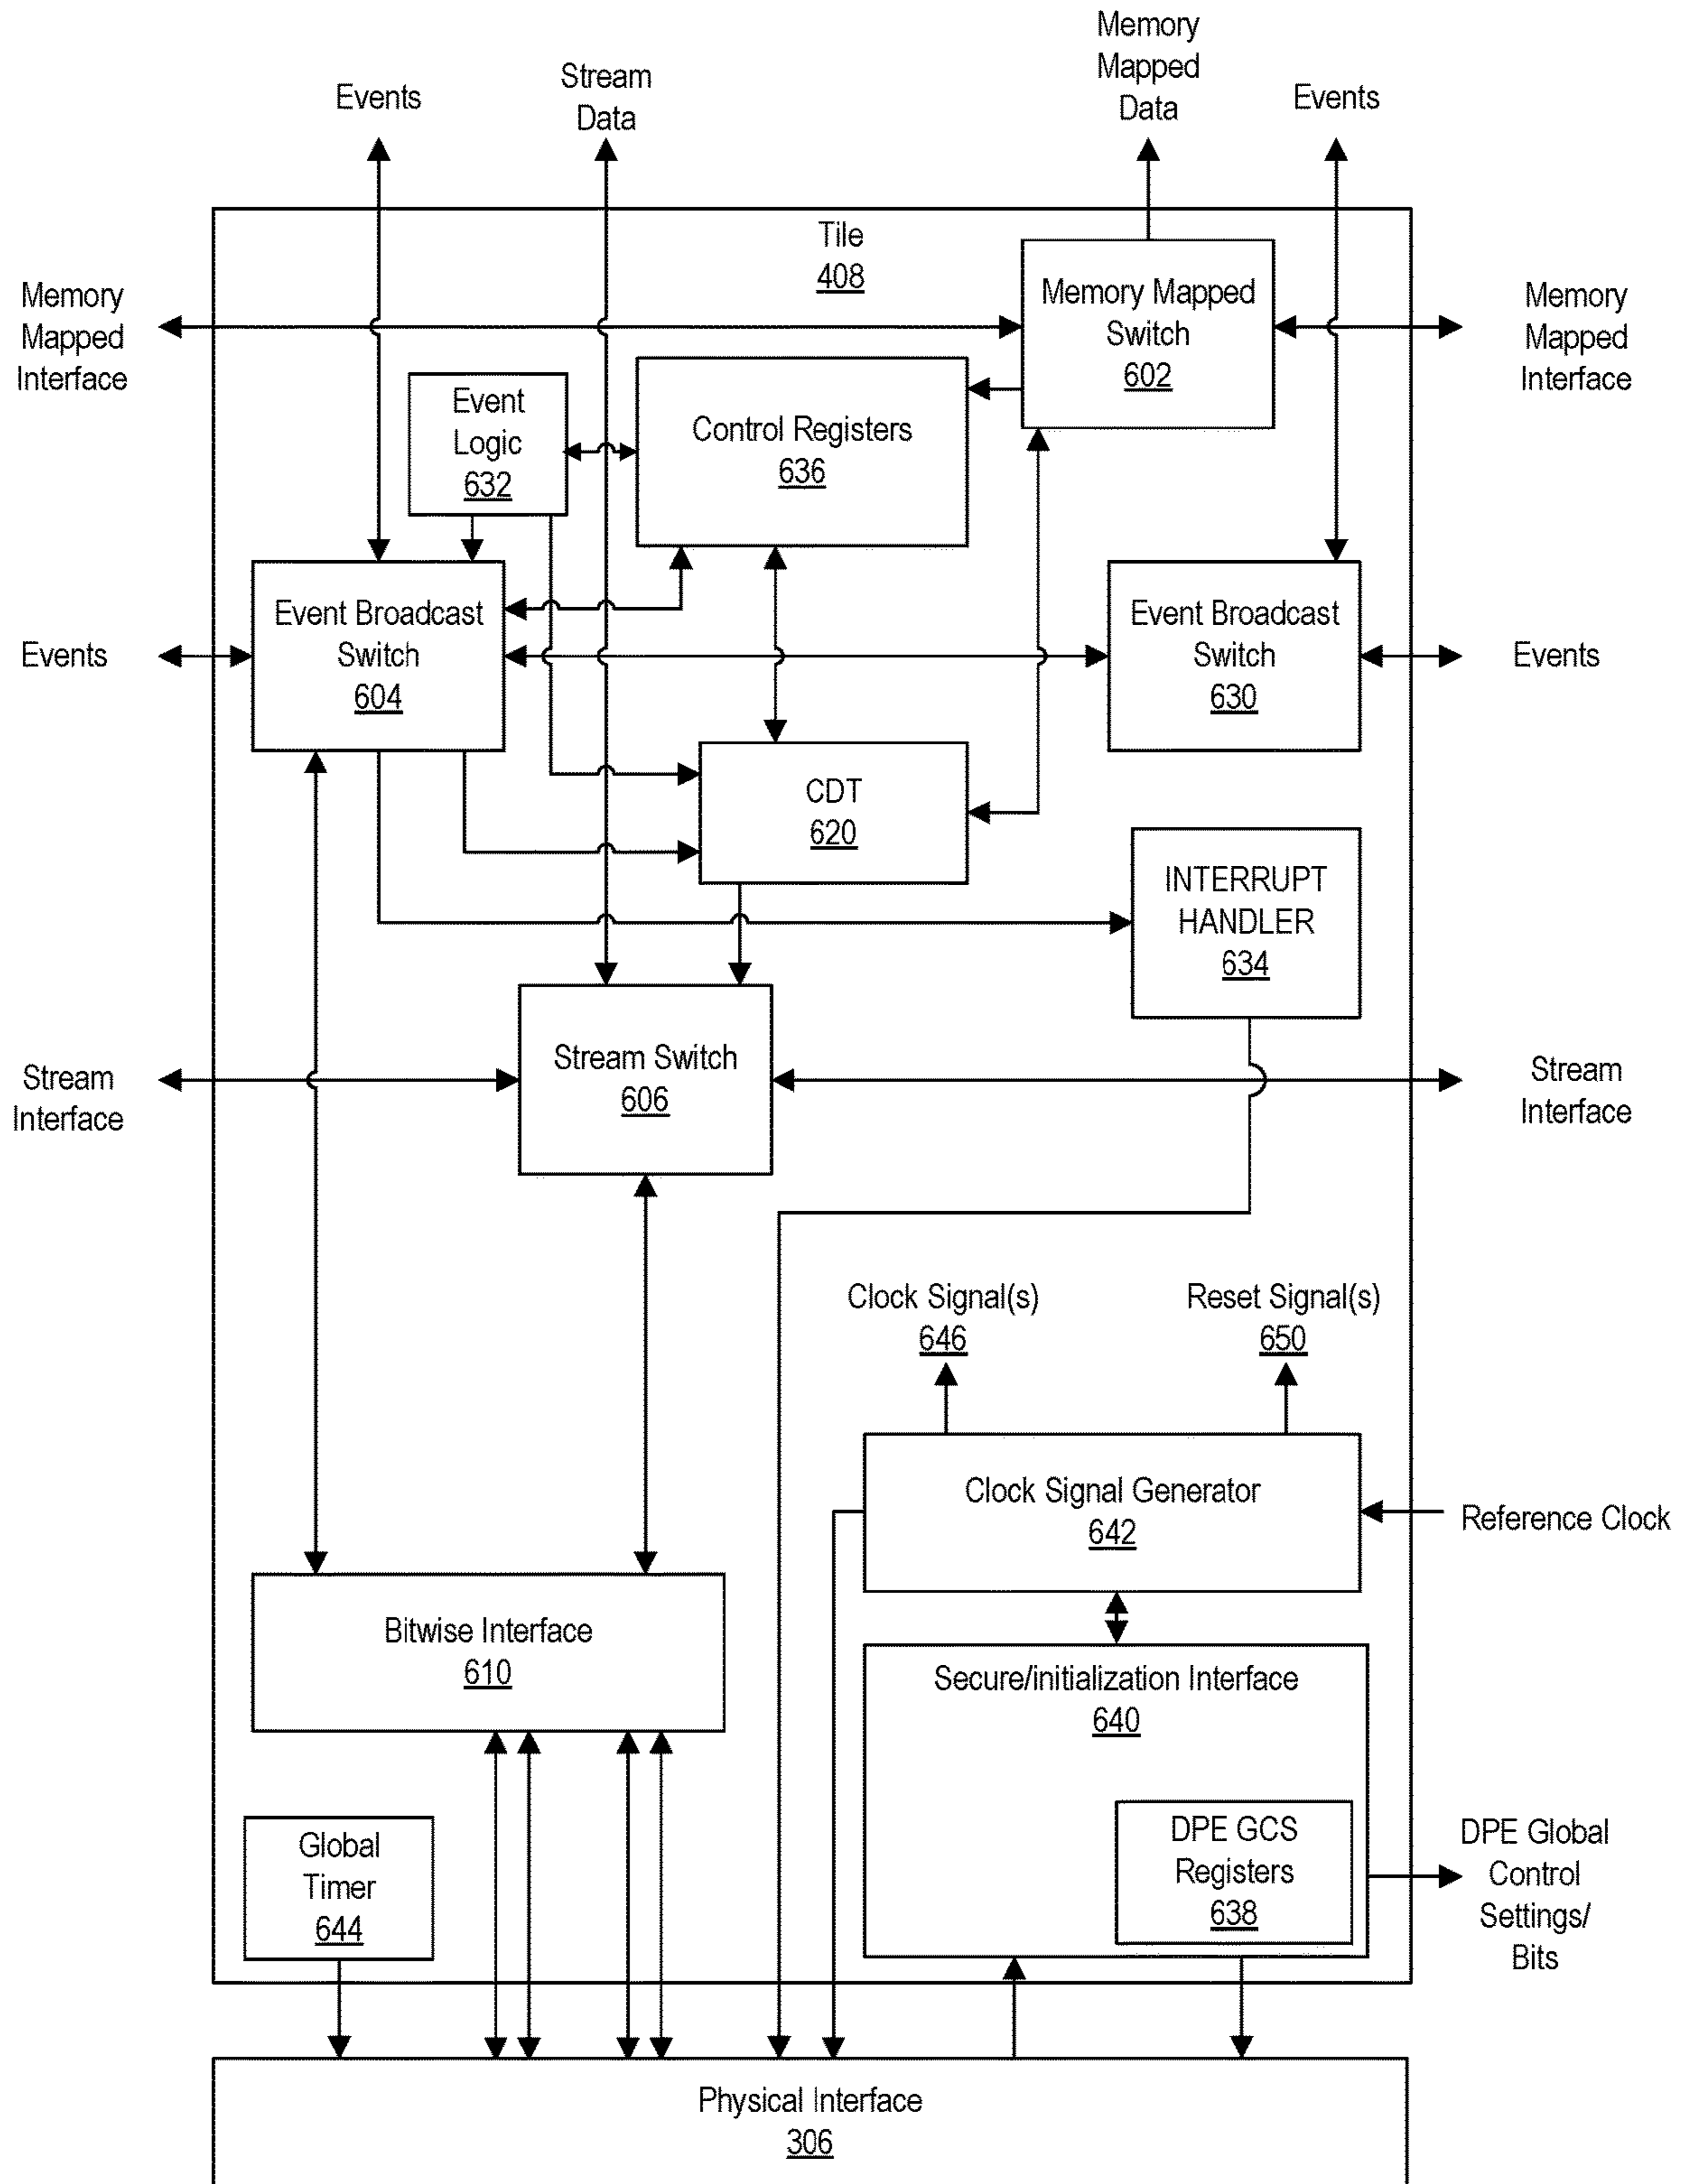 Memory
Mapped
Data
Stream
Data
Events
Events
Tile
408
Memory Mapped
Switch
602
Memory
Mapped
Interface
Memory
Mapped
Interface
Event
Logic
632
Control Registers
636
Event Broadcast
Switch
604
Event Broadcast
Switch
630
Events
Events
CDT
620
INTERRUPT
HANDLER
634
Stream Switch
606
Stream
Interface
Stream
Interface
Clock Signal(s)
646
Reset Signal(s)
650
Clock Signal Generator
642
Reference Clock
Bitwise Interface
610
Secure/initialization Interface
640
DPE GCS
Registers
638
DPE Global
Control
Settings/
Bits
Global
Timer
644
Physical Interface
306